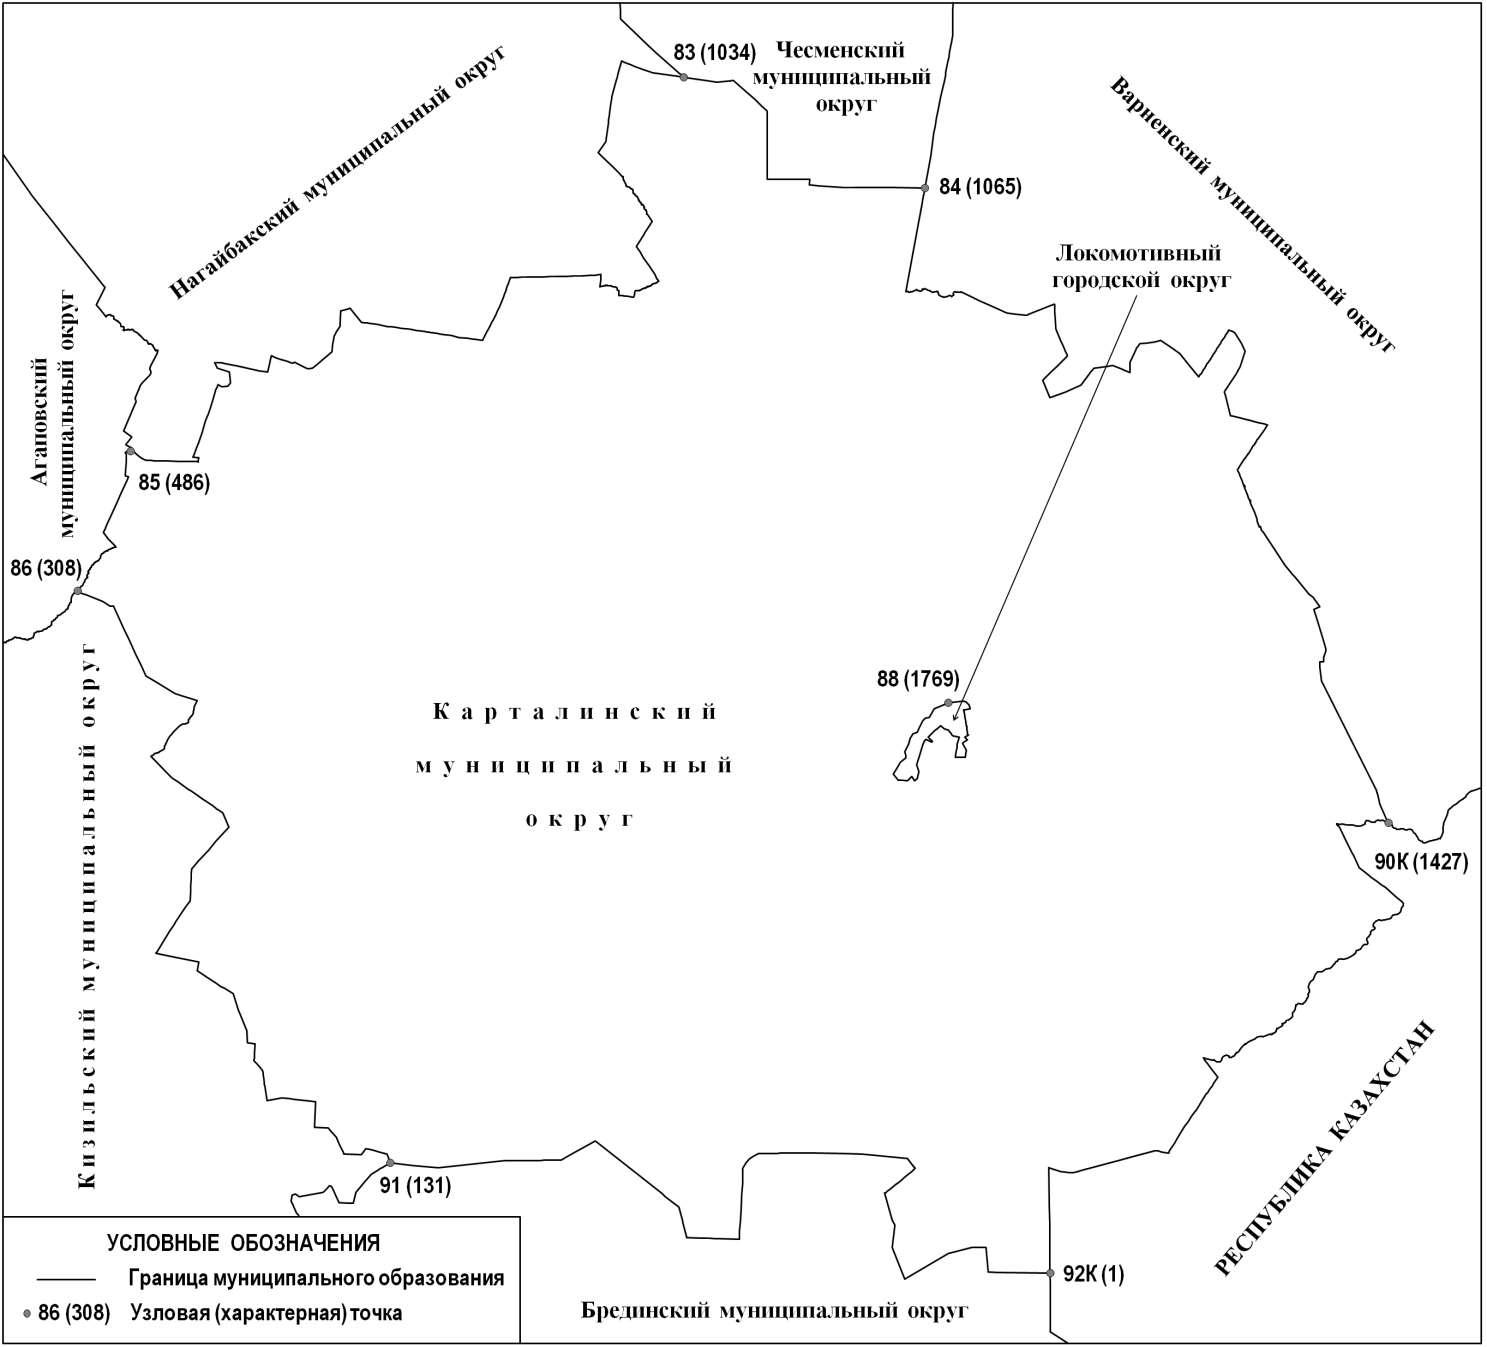 83 (1034)
Чесменский
муниципальный
округ
Нагайбакский муниципальный округ
Варненский муниципальный округ
84 (1065)
Локомотивный
городской округ
Агаповский
муниципальный округ
85 (486)
86 (308)
Кизильский муниципальный округ
88 (1769)
Карталинский
муниципальный
округ
90К (1427)
РЕСПУБЛИКА КАЗАХСТАН
91 (131)
92К (1)
Брединский муниципальный округ
УСЛОВНЫЕ ОБОЗНАЧЕНИЯ
Граница муниципального образования
86 (308) Узловая (характерная) точка